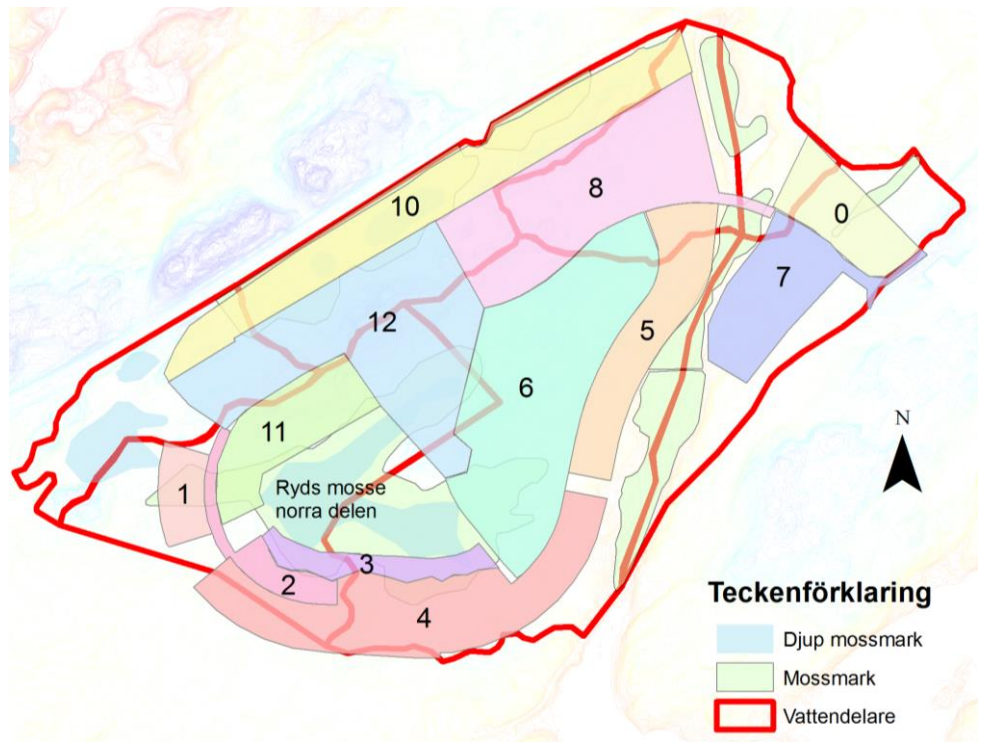 10
8
0
7
12
5
6
11
Ryds mosse
norra delen
1
3
2
4
N
Teckenförklaring
Djup mossmark
Mossmark
Vattendelare